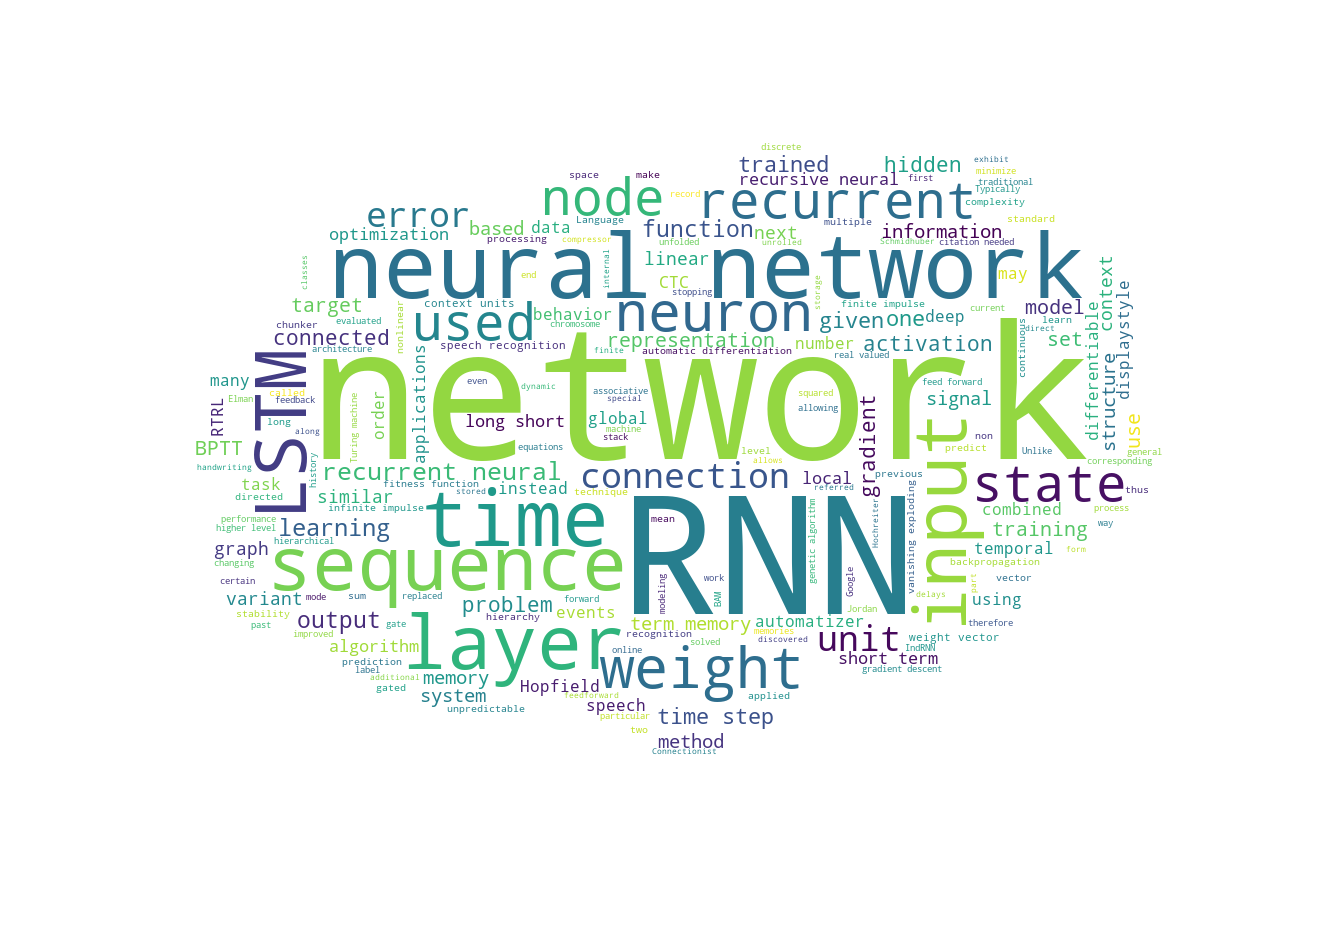 discrete
trained
hidden
exhibit
minimize
space
make
recursive neural
first
traditional
Typically
node
record
recurrent
complexity
error
Language
function
multiple
information
standard
optimization
based
data
processing
compressor
unfolded
next
unrolled
Schmidhuber
citation needed
neural network
classes
internal
linear
CTC
end
may
context
stopping
storage
displaystyle
target
context units
behavior
neuron
finite impulse
current
model
differentiable
chunker
evaluated
nonlinear
used
chromosome
given
one
deep
learn
direct
connected
speech recognition
representation
number
activation
continuous
set
structure
architecture
finite
automatic differentiation
real valued
network
LSTM
many
called
even
dynamic
associative
special
squared
feed forward
RTRL
Elman
feedback
long
applications
order
allowing
signal
use
along
long short
global
machine
stack
gradient
input
BPTT
Turing machine
equations
level
predict
non
Unlike
general
handwriting
history
allows
corresponding
recurrent neural
connection
local
previous
state
task
directed
fitness function
stored
instead
technique
referred
thus
similar
infinite impulse
time
RNN
combined
process
performance
higher level
learning
mean
genetic algorithm
Hochreiter
vanishing exploding
training
way
graph
hierarchical
temporal
form
changing
sequence
backpropagation
certain
modeling
work
Google
part
vector
variant
mode
sum
replaced
problem
forward
BAM
delays
using
stability
output
gate
layer
hierarchy
events
term memory
automatizer
Jordan
therefore
past
improved
recognition
memories
discovered
unit
weight vector
algorithm
solved
IndRNN
prediction
label
online
weight
short term
gradient descent
additional
memory
gated
system
Hopfield
feedforward
applied
unpredictable
speech
particular
time step
two
method
Connectionist